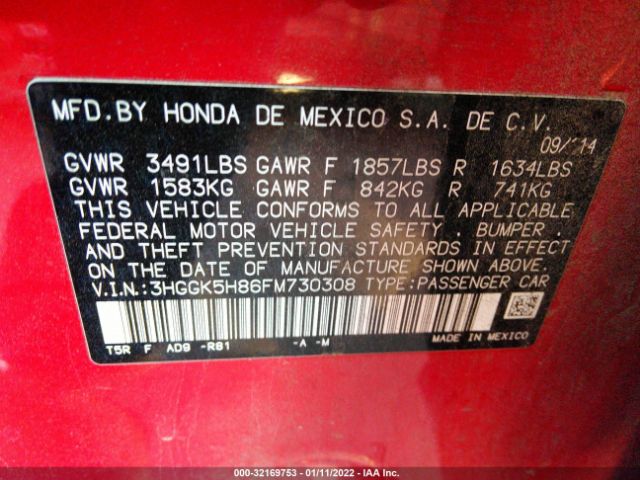 MFD.BY HONDA DE MEXICO S.A. DE C.V.
09/'14
GVWR 3491LBS GAWR F 1857LBS R 1634LBS
GVWR 1583KG GAWR F 842KG R 741KG
THIS VEHICLE CONFORMS TO ALL APPLICABLE
FEDERAL MOTOR VEHICLE SAFETY . BUMPER .
AND THEFT PREVENTION STANDARDS IN EFFECT
ON THE DATE OF MANUFACTURE SHOWN ABOVE.
V.I.N.:3HGGK5H86FM730308 TYPE:PASSENGER CAR
T5R F AD9 -R81 -A -M MADE IN MEXICO
000-32169753 - 01/11/2022 - IAA Inc.